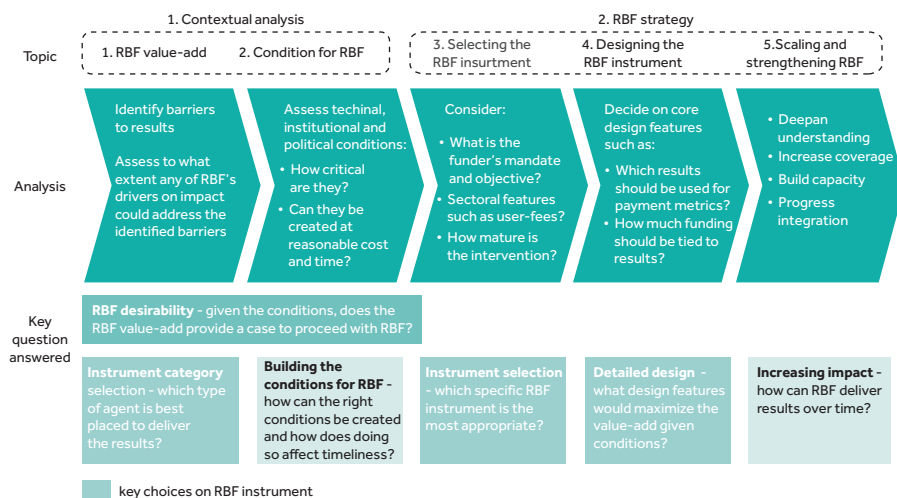 1. Contextual analysis
2. RBF strategy
Topic
1. RBF value-add
2. Condition for RBF
3. Selecting the
RBF insurtment
4. Designing the
RBF instrument
5.Scaling and
strengthening RBF
Analysis
Identify barriers
to results
Assess to what
extent any of RBF's
drivers on impact
could address the
identified barriers
Assess techinal,
institutional and
political conditions:
• How critical
are they?
• Can they be
created at
reasonable cost
and time?
Consider:
• What is the
funder's mandate
and objective?
• Sectoral features
such as user-fees?
• How mature is
the intervention?
Decide on core
design features
such as:
• Which results
should be used for
payment metrics?
• How much funding
should be tied to
results?
• Deepan
understanding
• Increase coverage
• Build capacity
• Progress
integration
Key
question
answered
RBF desirability - given the conditions, does the
RBF value-add provide a case to proceed with RBF?
Instrument category
selection - which type
of agent is best
placed to deliver
the results?
Building the
conditions for RBF -
how can the right
conditions be created
and how does doing
so affect timeliness?
Instrument selection
- which specific RBF
instrument is the
most appropriate?
Detailed design -
what design features
would maximize the
value-add given
conditions?
Increasing impact -
how can RBF deliver
results over time?
key choices on RBF instrument